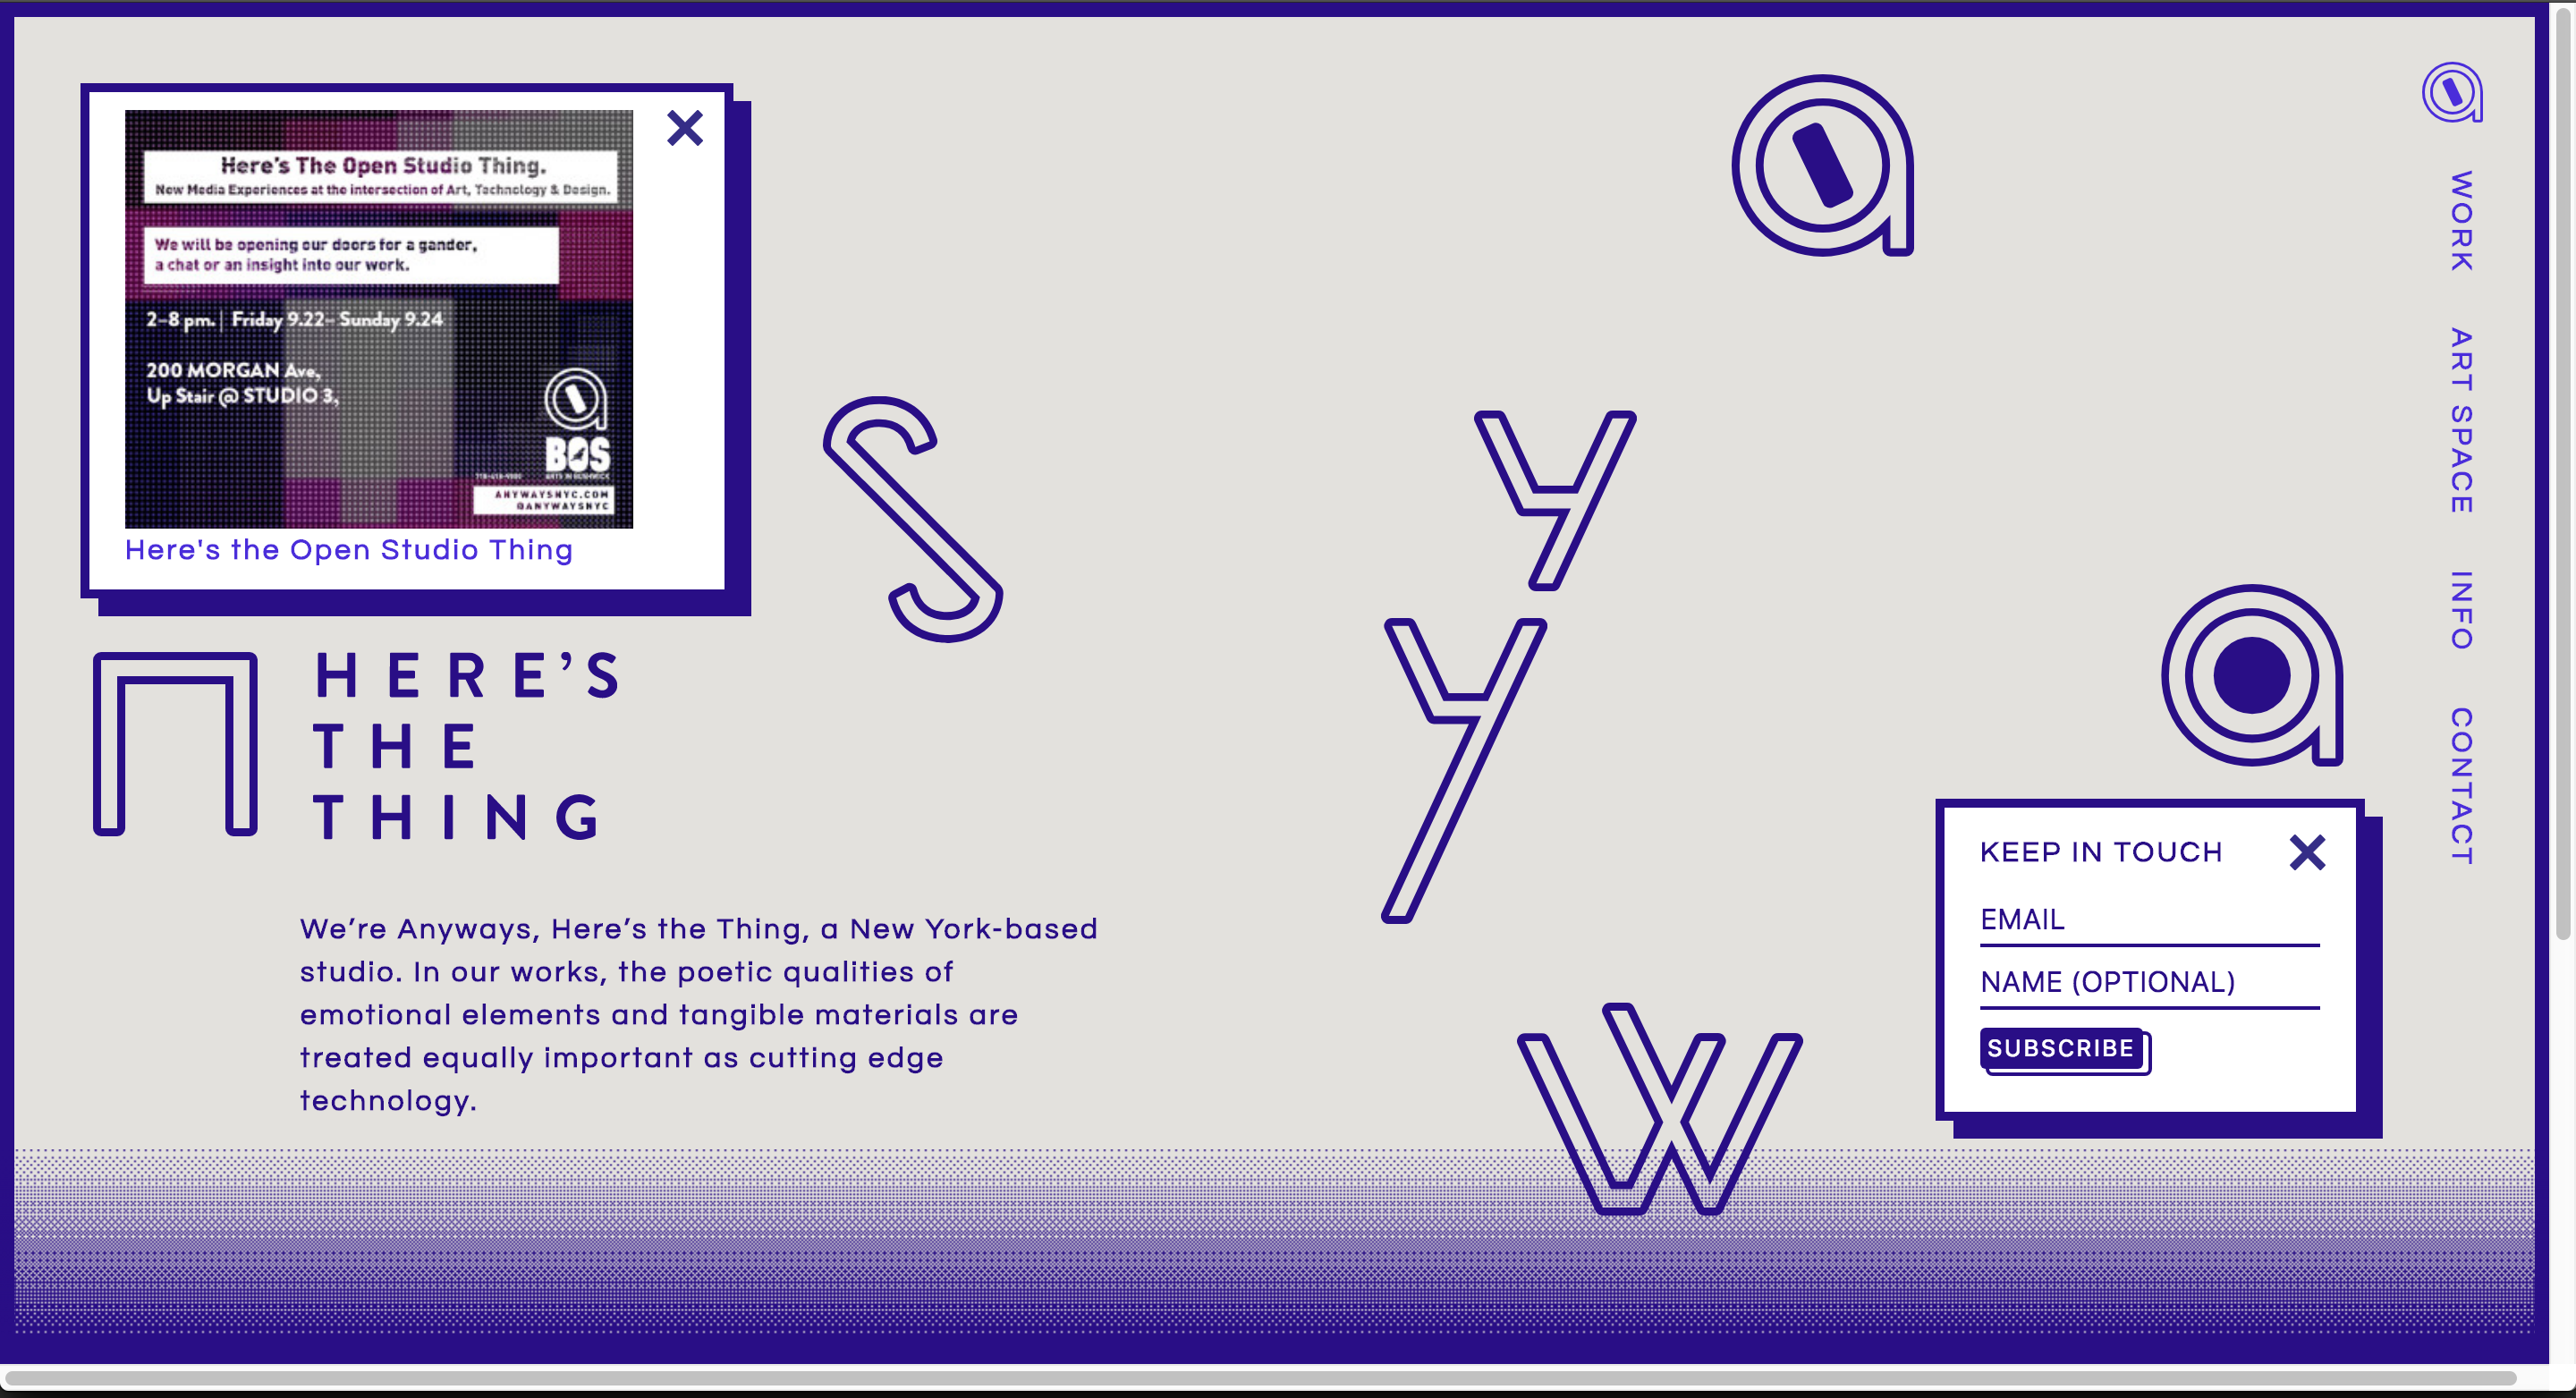 Here's The Open Studio Thing.
New Media Experiences at the intersection of Art, Technology & Design.
We will be opening our doors for a gander,
a chat or an insight into our work.
2–8 pm. | Friday 9.22– Sunday 9.24
200 MORGAN Ave,
Up Stair @ STUDIO 3,
BOS
ARTS IN BUSHWICK
ANYWAYSNYC.COM
@ANYWAYSNYC
Here's the Open Studio Thing
a
S
y
y
a
n
W
HERE’S
THE
THING
We’re Anyways, Here’s the Thing, a New York-based
studio. In our works, the poetic qualities of
emotional elements and tangible materials are
treated equally important as cutting edge
technology.
WORK
ART SPACE
INFO
CONTACT
KEEP IN TOUCH
EMAIL
NAME (OPTIONAL)
SUBSCRIBE